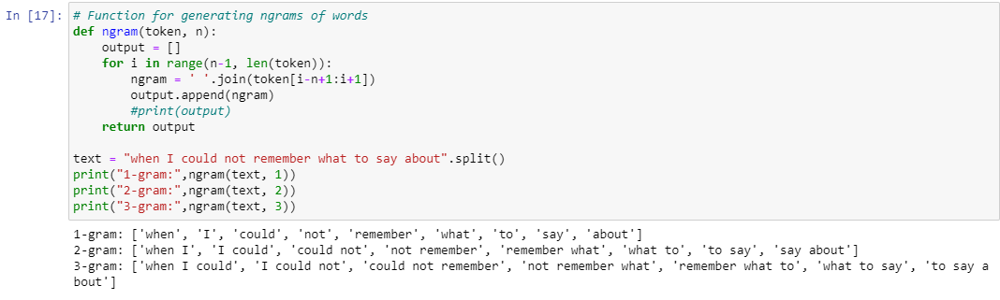 In [17]: # Function for generating ngrams of words
def ngram(token, n):
    output = []
    for i in range(n-1, len(token)):
        ngram = ' '.join(token[i-n+1:i+1])
        output.append(ngram)
        #print(output)
    return output

text = "when I could not remember what to say about".split()
print("1-gram:",ngram(text, 1))
print("2-gram:",ngram(text, 2))
print("3-gram:",ngram(text, 3))
1-gram: ['when', 'I', 'could', 'not', 'remember', 'what', 'to', 'say', 'about']
2-gram: ['when I', 'I could', 'could not', 'not remember', 'remember what', 'what to', 'to say', 'say about']
3-gram: ['when I could', 'I could not', 'could not remember', 'not remember what', 'remember what to', 'what to say', 'to say a
bout']